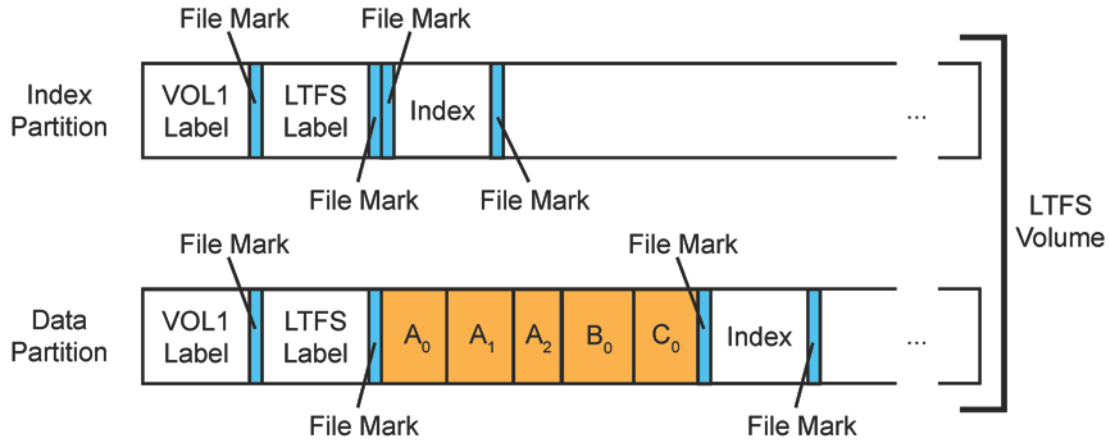 File Mark File Mark
Index
Partition
VOL1
Label
LTFS
Label
Index
...
File Mark File Mark
LTFS
Volume
File Mark File Mark
Data
Partition
VOL1
Label
LTFS
Label
A₀ A₁ A₂ B₀ C₀
Index
...
File Mark File Mark